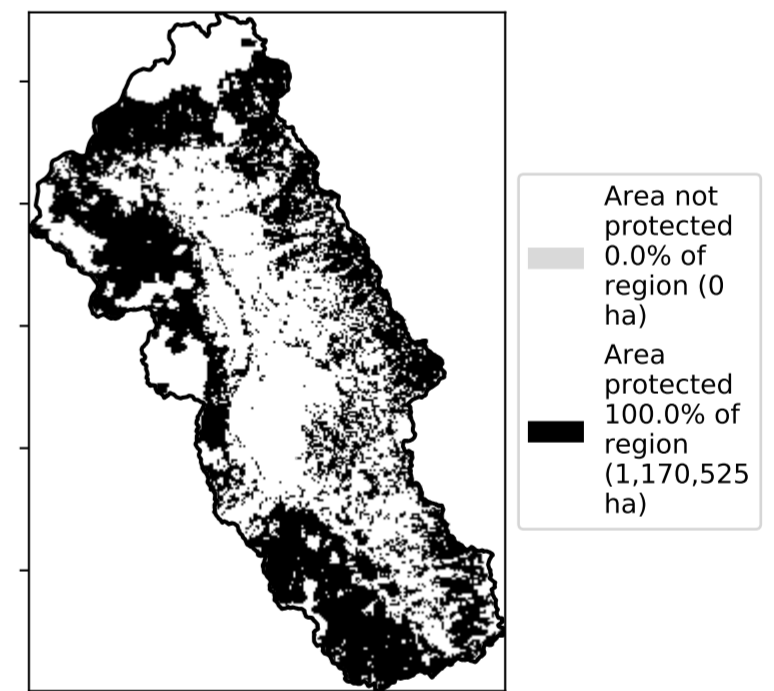 Area not
protected
0.0% of
region (0
ha)
Area
protected
100.0% of
region
(1,170,525
ha)